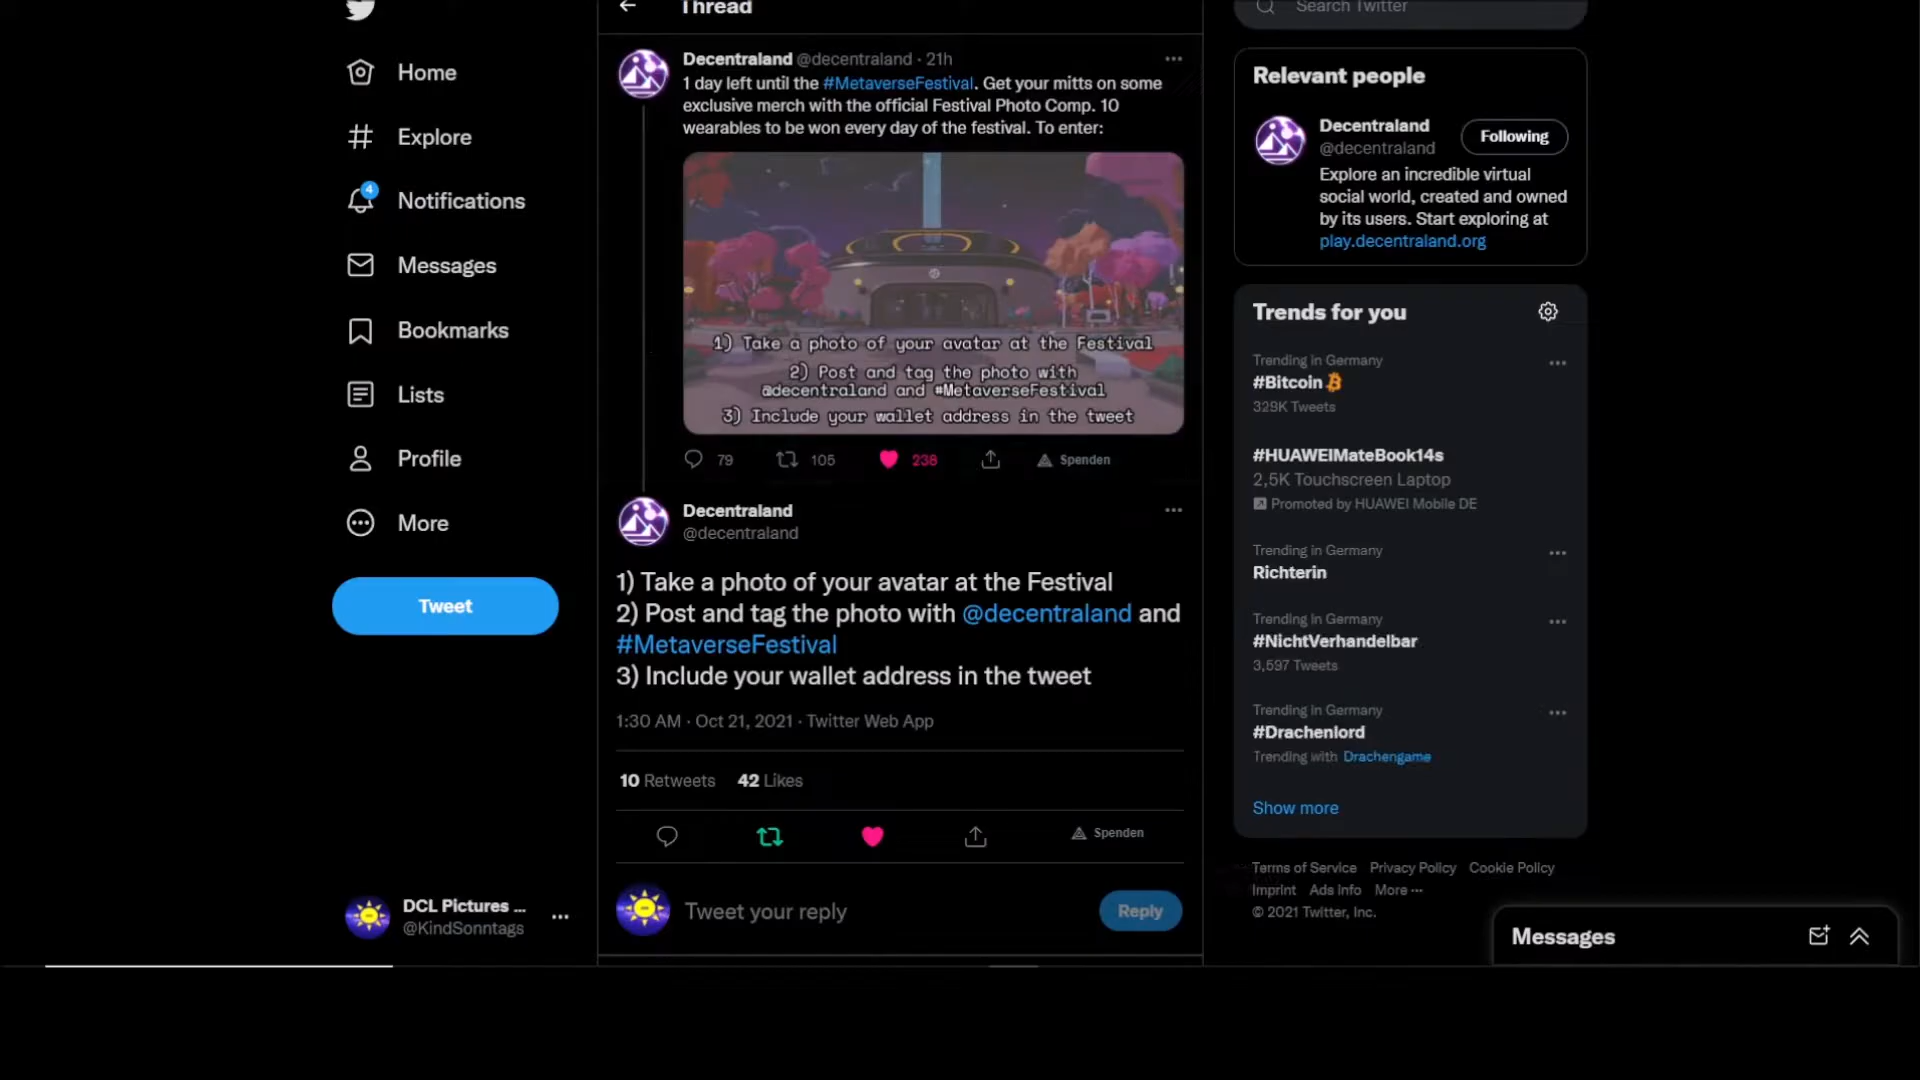 Home
Explore
4
Notifications
Messages
Bookmarks
Lists
Profile
More
Tweet
DCL Pictures ...
@KindSonntags
Thread
Decentraland @decentraland · 21h
1 day left until the #MetaverseFestival. Get your mitts on some
exclusive merch with the official Festival Photo Comp. 10
wearables to be won every day of the festival. To enter:
1) Take a photo of your avatar at the Festival
2) Post and tag the photo with
@decentraland and #MetaverseFestival
3) Include your wallet address in the tweet
79 105 238 Spenden
Decentraland
@decentraland
1) Take a photo of your avatar at the Festival
2) Post and tag the photo with @decentraland and
#MetaverseFestival
3) Include your wallet address in the tweet
1:30 AM · Oct 21, 2021 · Twitter Web App
10 Retweets 42 Likes
Spenden
Tweet your reply
Reply
Search Twitter
Relevant people
Decentraland
@decentraland
Following
Explore an incredible virtual
social world, created and owned
by its users. Start exploring at
play.decentraland.org
Trends for you
Trending in Germany
#Bitcoin
329K Tweets
#HUAWEIMateBook14s
2,5K Touchscreen Laptop
Promoted by HUAWEI Mobile DE
Trending in Germany
Richterin
Trending in Germany
#NichtVerhandelbar
3,597 Tweets
Trending in Germany
#Drachenlord
Trending with Drachengame
Show more
Terms of Service Privacy Policy Cookie Policy
Imprint Ads Info More ···
© 2021 Twitter, Inc.
Messages